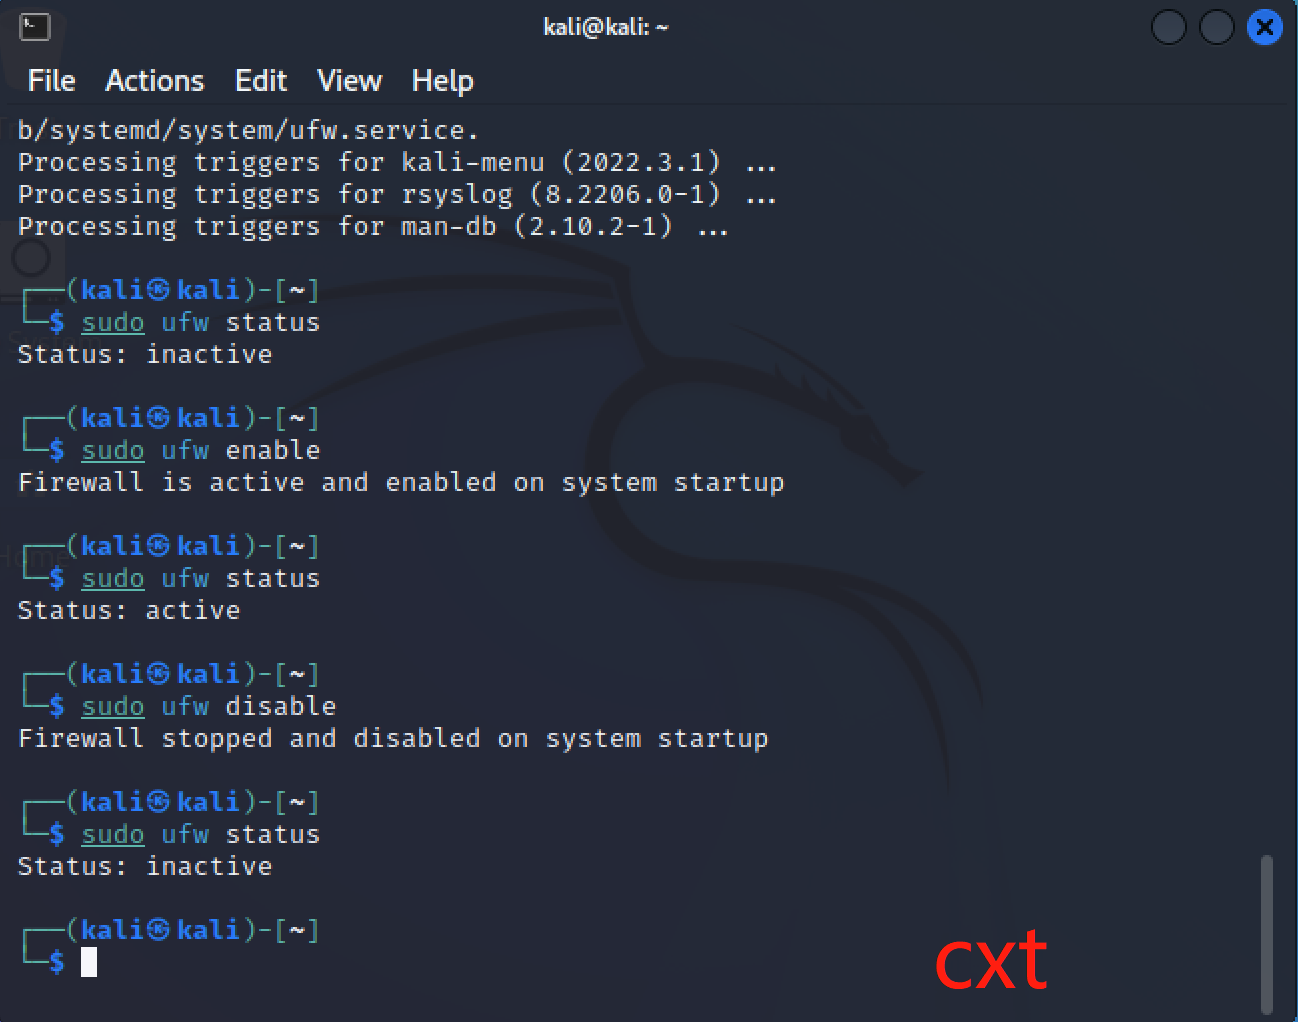 kali@kali: ~
File Actions Edit View Help
b/systemd/system/ufw.service.
Processing triggers for kali-menu (2022.3.1) ...
Processing triggers for rsyslog (8.2206.0-1) ...
Processing triggers for man-db (2.10.2-1) ...
┌──(kali㉿kali)-[~]
└─$ sudo ufw status
Status: inactive
┌──(kali㉿kali)-[~]
└─$ sudo ufw enable
Firewall is active and enabled on system startup
┌──(kali㉿kali)-[~]
└─$ sudo ufw status
Status: active
┌──(kali㉿kali)-[~]
└─$ sudo ufw disable
Firewall stopped and disabled on system startup
┌──(kali㉿kali)-[~]
└─$ sudo ufw status
Status: inactive
┌──(kali㉿kali)-[~]
└─$
cxt